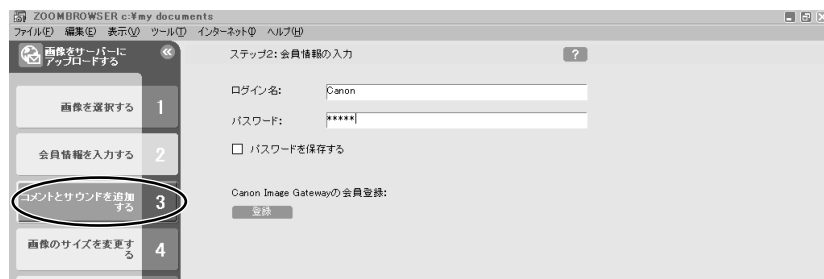 ZOOMBROWSER c:¥my documents
ファイル(F) 編集(E) 表示(V) ツール(T) インターネット(I) ヘルプ(H)
画像をサーバーに
アップロードする
ステップ2: 会員情報の入力
?
画像を選択する 1
ログイン名: Canon
パスワード: *****
会員情報を入力する 2
パスワードを保存する
コメントとサウンドを追加
する 3
Canon Image Gatewayの会員登録:
登録
画像のサイズを変更す
る 4